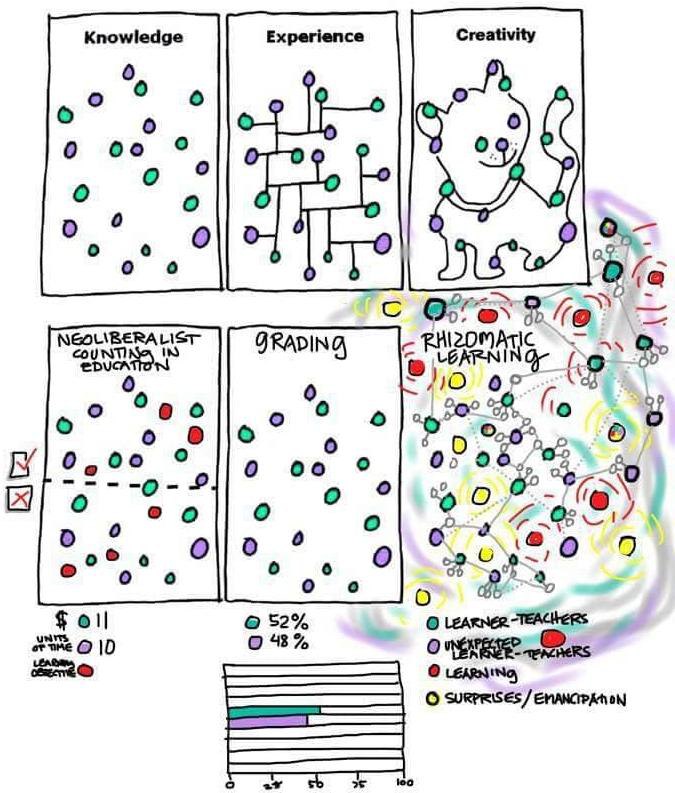 Knowledge
Experience
Creativity
NEOLIBERALIST
COUNTING IN
EDUCATION
GRADING
RHIZOMATIC
LEARNING
$ 11
UNITS
OF TIME 10
LEARNING
OBJECTIVE
52%
48%
LEARNER-TEACHERS
UNEXPECTED
LEARNER-TEACHERS
LEARNING
SURPRISES/EMANCIPATION
0 25 50 75 100